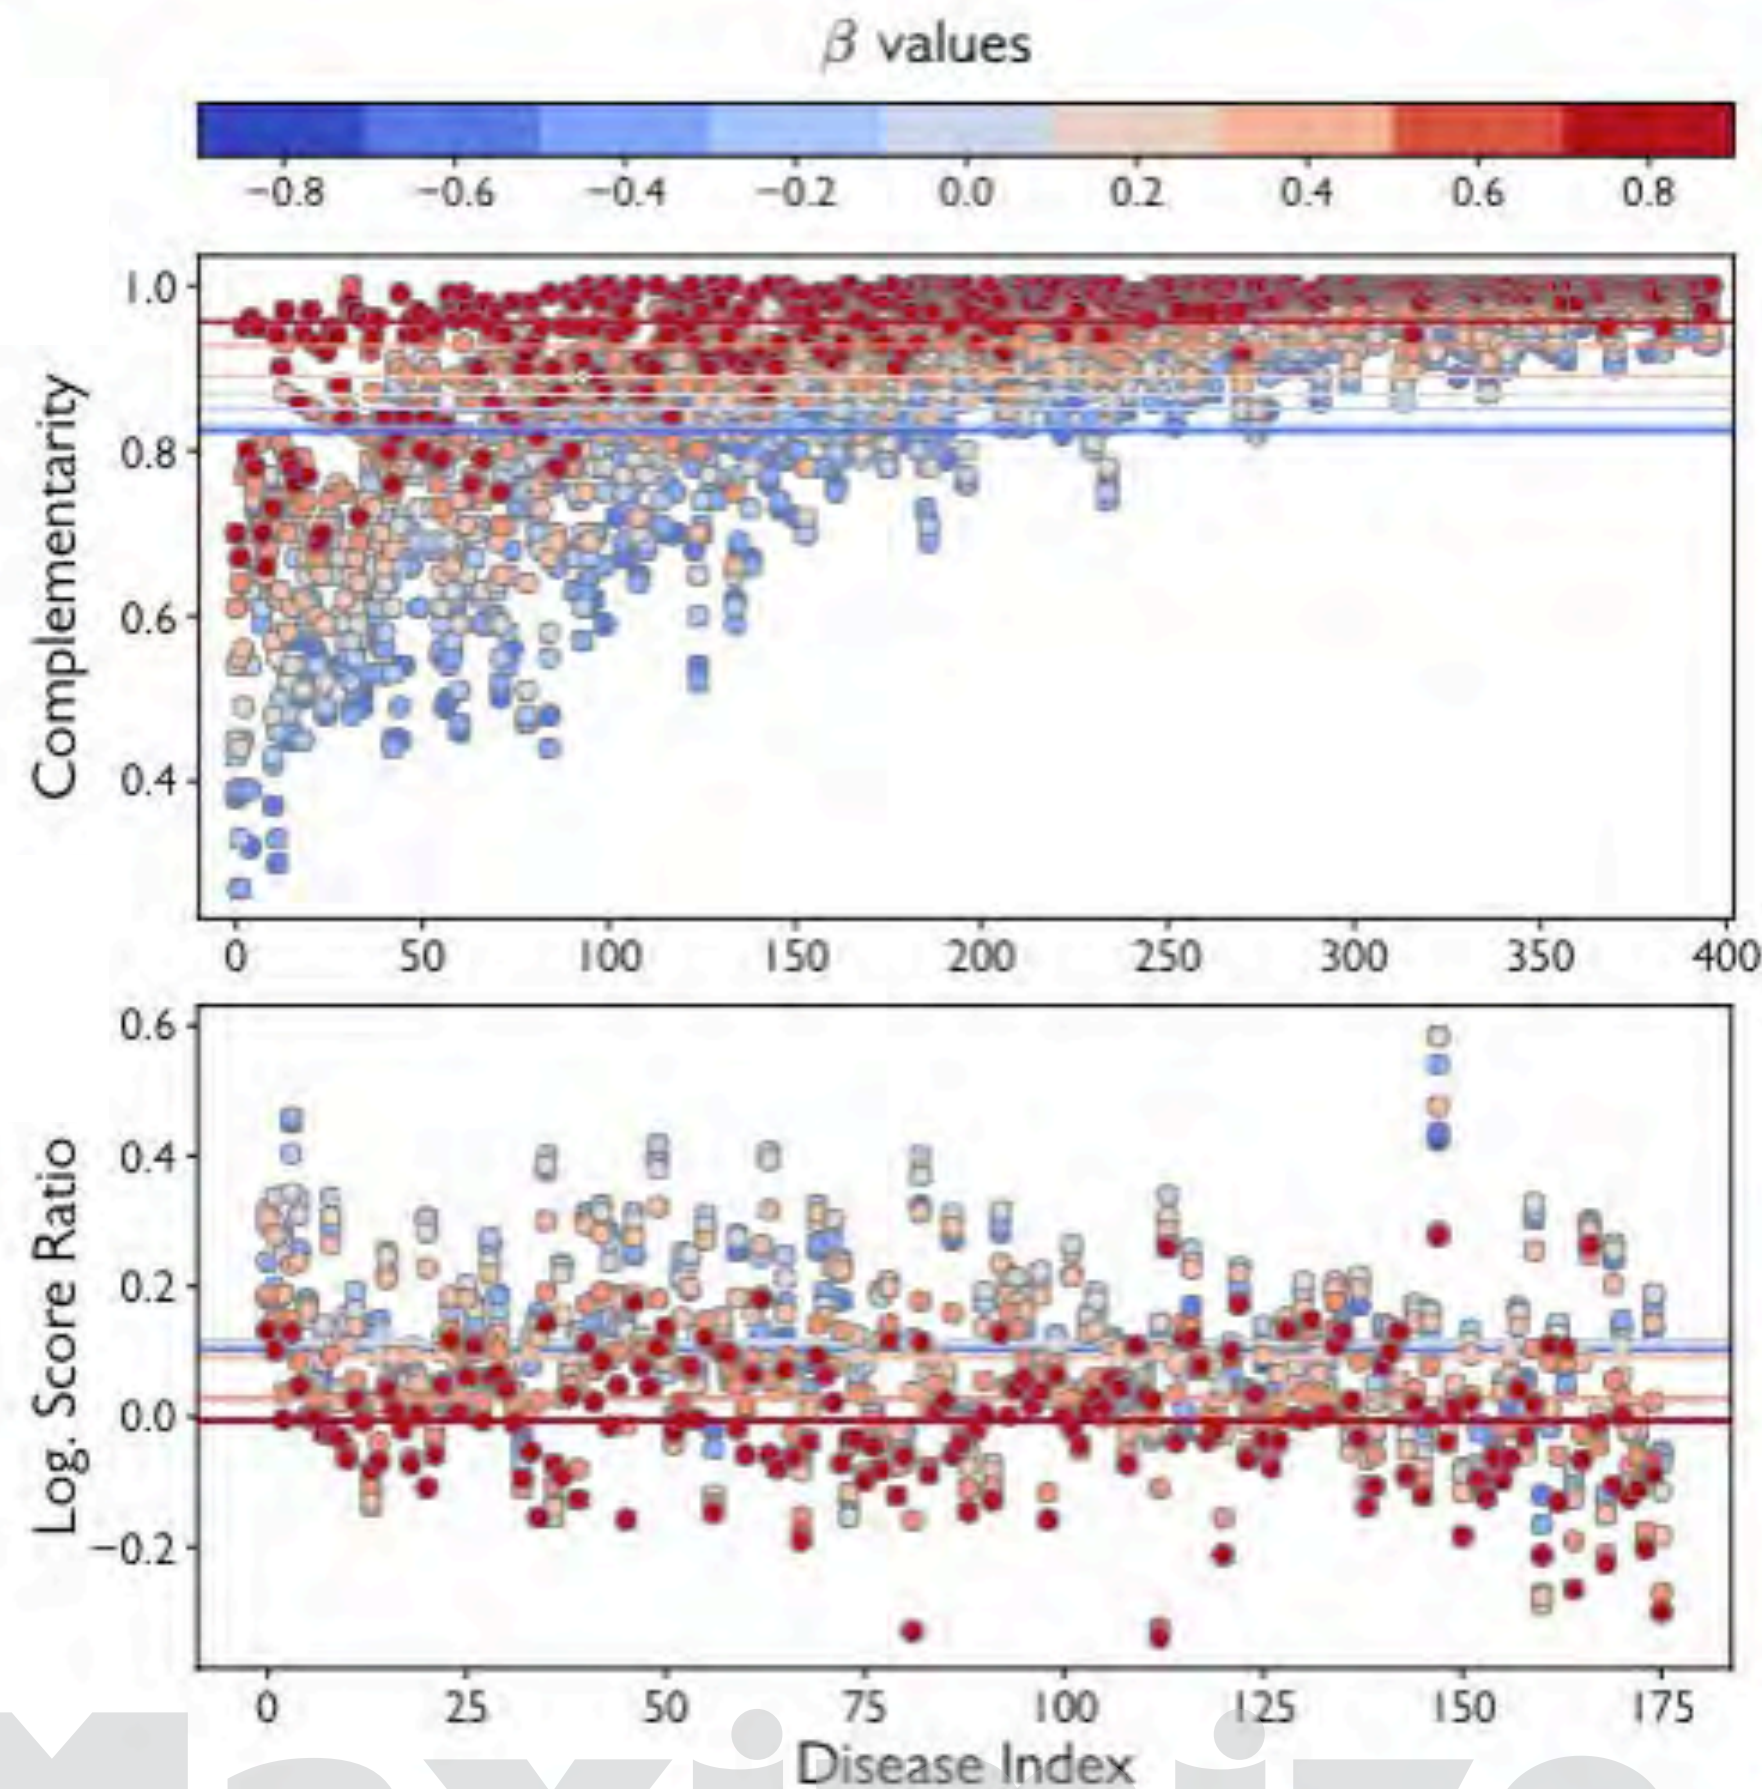 β values
−0.8 −0.6 −0.4 −0.2 0.0 0.2 0.4 0.6 0.8
Complementarity
1.0
0.8
0.6
0.4
0 50 100 150 200 250 300 350 400
Log. Score Ratio
0.6
0.4
0.2
0.0
−0.2
0 25 50 75 100 125 150 175
Disease Index